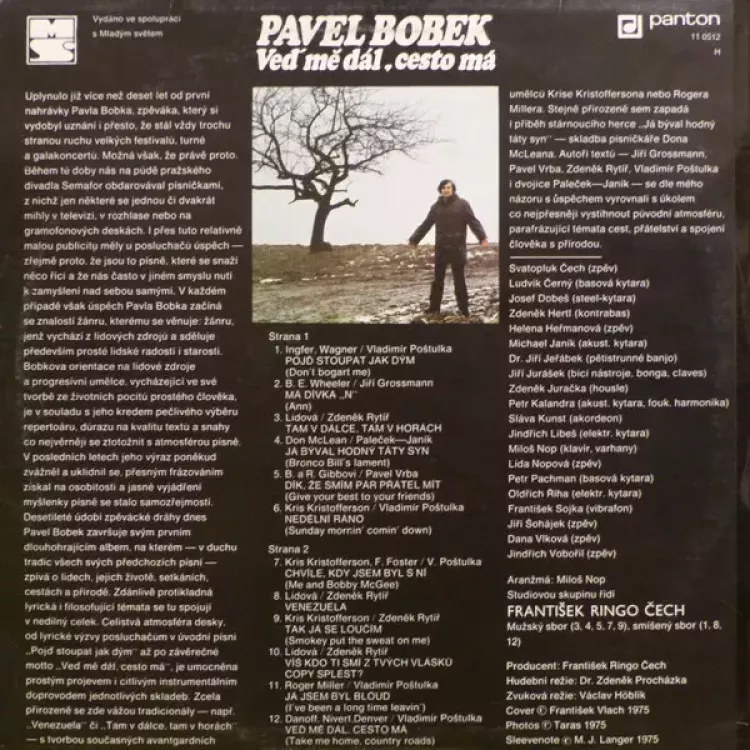 Vydáno ve spolupráci
s Mladým světem
PAVEL BOBEK
Veď mě dál, cesto má
panton
11 0512
H
Uplynulo již více než deset let od první
nahrávky Pavla Bobka, zpěváka, který si
vydobyl uznání i přesto, že stál vždy trochu
stranou ruchu velkých festivalů, turné
a galakoncertů. Možná však, že právě proto.
Během té doby nás na půdě pražského
divadla Semafor obdarovával písničkami,
z nichž jen některé se jednou či dvakrát
mihly v televizi, v rozhlase nebo na
gramofonových deskách. I přes tuto relativně
malou publicitu měly u posluchačů úspěch —
zřejmě proto, že jsou to písně, které se snaží
něco říci a že nás často v jiném smyslu nutí
k zamyšlení nad sebou samými. V každém
případě však úspěch Pavla Bobka začíná
se znalostí žánru, kterému se věnuje: žánru,
jenž vychází z lidových zdrojů a sděluje
především prosté lidské radosti i starosti.
Bobkova orientace na lidové zdroje
a progresivní umělce, vycházející ve své
tvorbě ze životních pocitů prostého člověka,
je v souladu s jeho kredem pečlivého výběru
repertoáru, důrazu na kvalitu textů a snahy
co nejvěrněji se ztotožnit s atmosférou písně.
V posledních letech jeho výraz poněkud
zvážněl a uklidnil se, přesným frázováním
získal na osobitosti a jasné vyjádření
myšlenky písně se stalo samozřejmostí.
Desetileté údobí zpěvácké dráhy dnes
Pavel Bobek završuje svým prvním
dlouhohrajícím albem, na kterém — v duchu
tradic všech svých předchozích písní —
zpívá o lidech, jejich životě, setkáních,
cestách a přírodě. Zdánlivě protikladná
lyrická i filosofující témata se tu spojují
v nedílný celek. Celistvá atmosféra desky,
od lyrické výzvy posluchačům v úvodní písni
„Pojď stoupat jak dým" až po závěrečné
motto „Veď mě dál, cesto má", je umocněna
prostým projevem i citlivým instrumentálním
doprovodem jednotlivých skladeb. Zcela
přirozeně se zde vážou tradicionály — např.
„Venezuela" či „Tam v dálce, tam v horách"
— s tvorbou současných avantgardních
Strana 1
1. Ingfer, Wagner / Vladimír Poštulka
POJĎ STOUPAT JAK DÝM
(Don't bogart me)
2. B. E. Wheeler / Jiří Grossmann
MÁ DÍVKA „N"
(Ann)
3. Lidová / Zdeněk Rytíř
TAM V DÁLCE, TAM V HORÁCH
4. Don McLean / Paleček—Janík
JÁ BÝVAL HODNÝ TÁTY SYN
(Bronco Bill's lament)
5. B. a R. Gibbovi / Pavel Vrba
DÍK, ŽE SMÍM PÁR PŘÁTEL MÍT
(Give your best to your friends)
6. Kris Kristofferson / Vladimír Poštulka
NEDĚLNÍ RÁNO
(Sunday mornin' comin' down)
Strana 2
7. Kris Kristofferson, F. Foster / V. Poštulka
CHVÍLE, KDY JSEM BYL S NÍ
(Me and Bobby McGee)
8. Lidová / Zdeněk Rytíř
VENEZUELA
9. Kris Kristofferson / Zdeněk Rytíř
TAK JÁ SE LOUČÍM
(Smokey put the sweat on me)
10. Lidová / Zdeněk Rytíř
VÍŠ KDO TI SMÍ Z TVÝCH VLÁSKŮ
COPY SPLEST?
11. Roger Miller / Vladimír Poštulka
JÁ JSEM BYL BLOUD
(I've been a long time leavin')
12. Danoff, Nivert, Denver / Vladimír Poštulka
VEĎ MĚ DÁL, CESTO MÁ
(Take me home, country roads)
umělců Krise Kristoffersona nebo Rogera
Millera. Stejně přirozeně sem zapadá
i příběh stárnoucího herce „Já býval hodný
táty syn" — skladba písničkáře Dona
McLeana. Autoři textů — Jiří Grossmann,
Pavel Vrba, Zdeněk Rytíř, Vladimír Poštulka
i dvojice Paleček-Janík — se dle mého
názoru s úspěchem vyrovnali s úkolem
co nejpřesněji vystihnout původní atmosféru,
parafrázující témata cest, přátelství a spojení
člověka s přírodou.
Svatopluk Čech (zpěv)
Ludvík Černý (basová kytara)
Josef Dobeš (steel-kytara)
Zdeněk Hertl (kontrabas)
Helena Heřmanová (zpěv)
Michael Janík (akust. kytara)
Dr. Jiří Jeřábek (pětistrunné banjo)
Jiří Jurášek (bicí nástroje, bonga, claves)
Zdeněk Juračka (housle)
Petr Kalandra (akust. kytara, fouk. harmonika)
Sláva Kunst (akordeon)
Jindřich Libeš (elektr. kytara)
Miloš Nop (klavír, varhany)
Lída Nopová (zpěv)
Petr Pachman (basová kytara)
Oldřich Říha (elektr. kytara)
František Sojka (vibrafon)
Jiří Šohájek (zpěv)
Dana Vlková (zpěv)
Jindřich Vobořil (zpěv)
Aranžmá: Miloš Nop
Studiovou skupinu řídí
FRANTIŠEK RINGO ČECH
Mužský sbor (3, 4, 5, 7, 9), smíšený sbor (1, 8,
12)
Producent: František Ringo Čech
Hudební režie: Dr. Zdeněk Procházka
Zvuková režie: Václav Höblik
Cover Ⓟ František Vlach 1975
Photos Ⓟ Taras 1975
Sleevenote Ⓟ M. J. Langer 1975